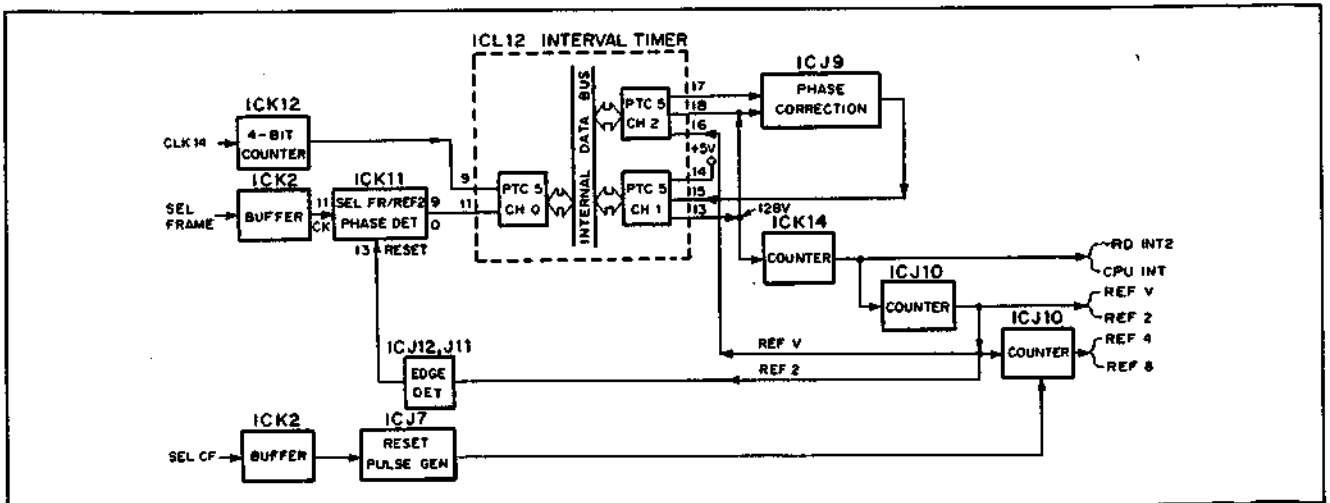 ICL12 INTERVAL TIMER
ICK12
4-BIT
COUNTER
CLK14
ICK2
BUFFER
SEL
FRAME
11
CK
ICK11
SEL FR/REF2
PHASE DET
9
D
13 RESET
9
11
PTC 5
CH 0
INTERNAL DATA BUS
PTC 5
CH 2
17
18
16
+5V
PTC 5
CH 1
14
15
13
128V
ICJ9
PHASE
CORRECTION
ICK14
COUNTER
ICJ10
COUNTER
ICJ10
COUNTER
RD INT2
CPU INT
REF V
REF 2
REF 4
REF 8
REF V
REF 2
ICJ12,J11
EDGE
DET
ICK2
BUFFER
SEL CF
ICJ7
RESET
PULSE GEN